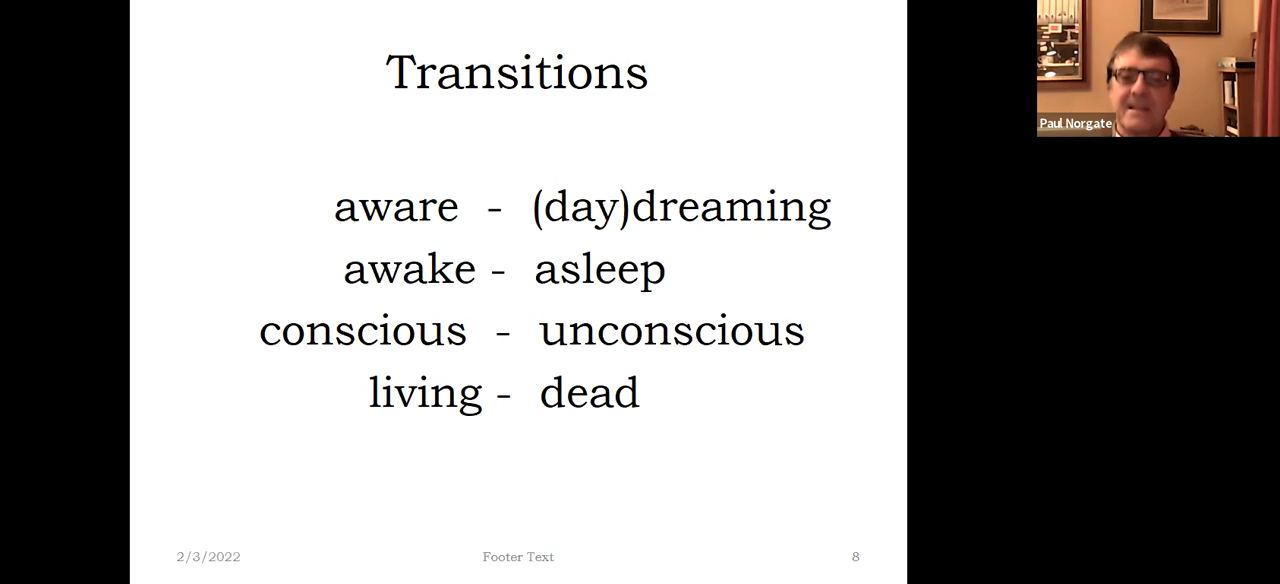 Transitions
aware - (day)dreaming
awake - asleep
conscious - unconscious
living - dead
2/3/2022 Footer Text 8
Paul Norgate